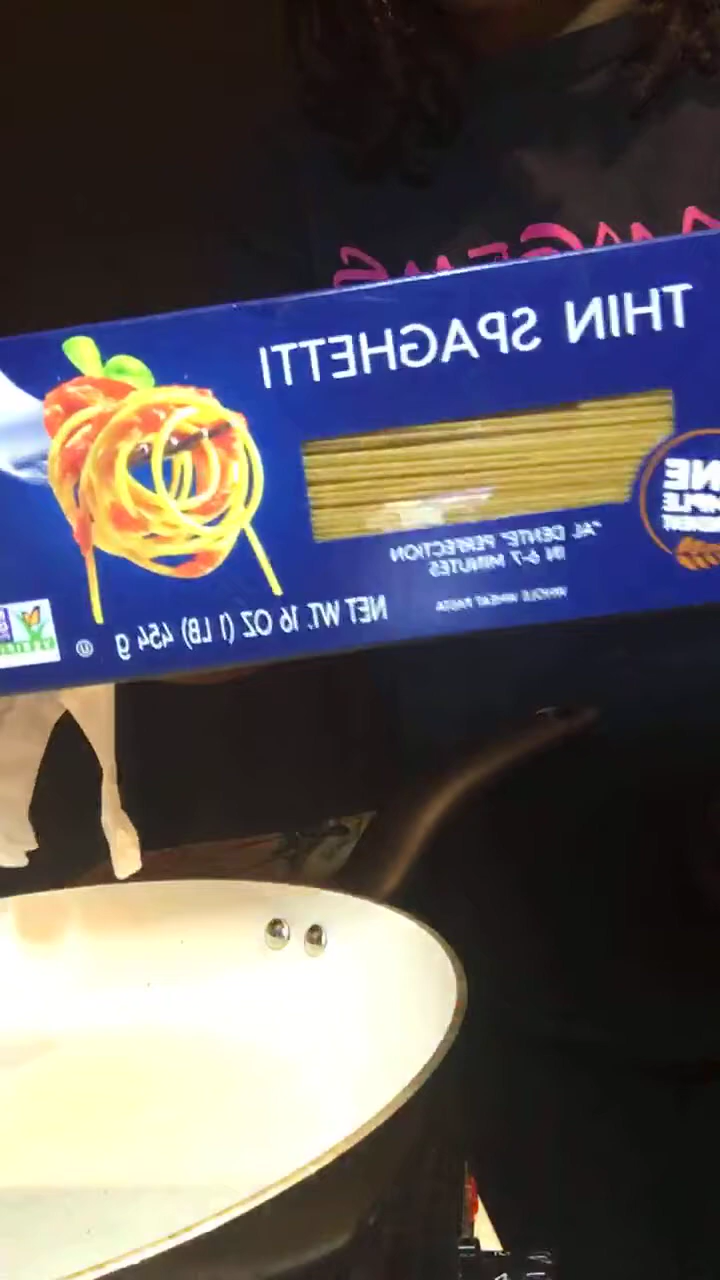 THIN SPAGHETTI
"AL DENTE" PERFECTION
IN 6-7 MINUTES
WHOLE WHEAT PASTA
NET WT. 16 OZ (1 LB) 454 g